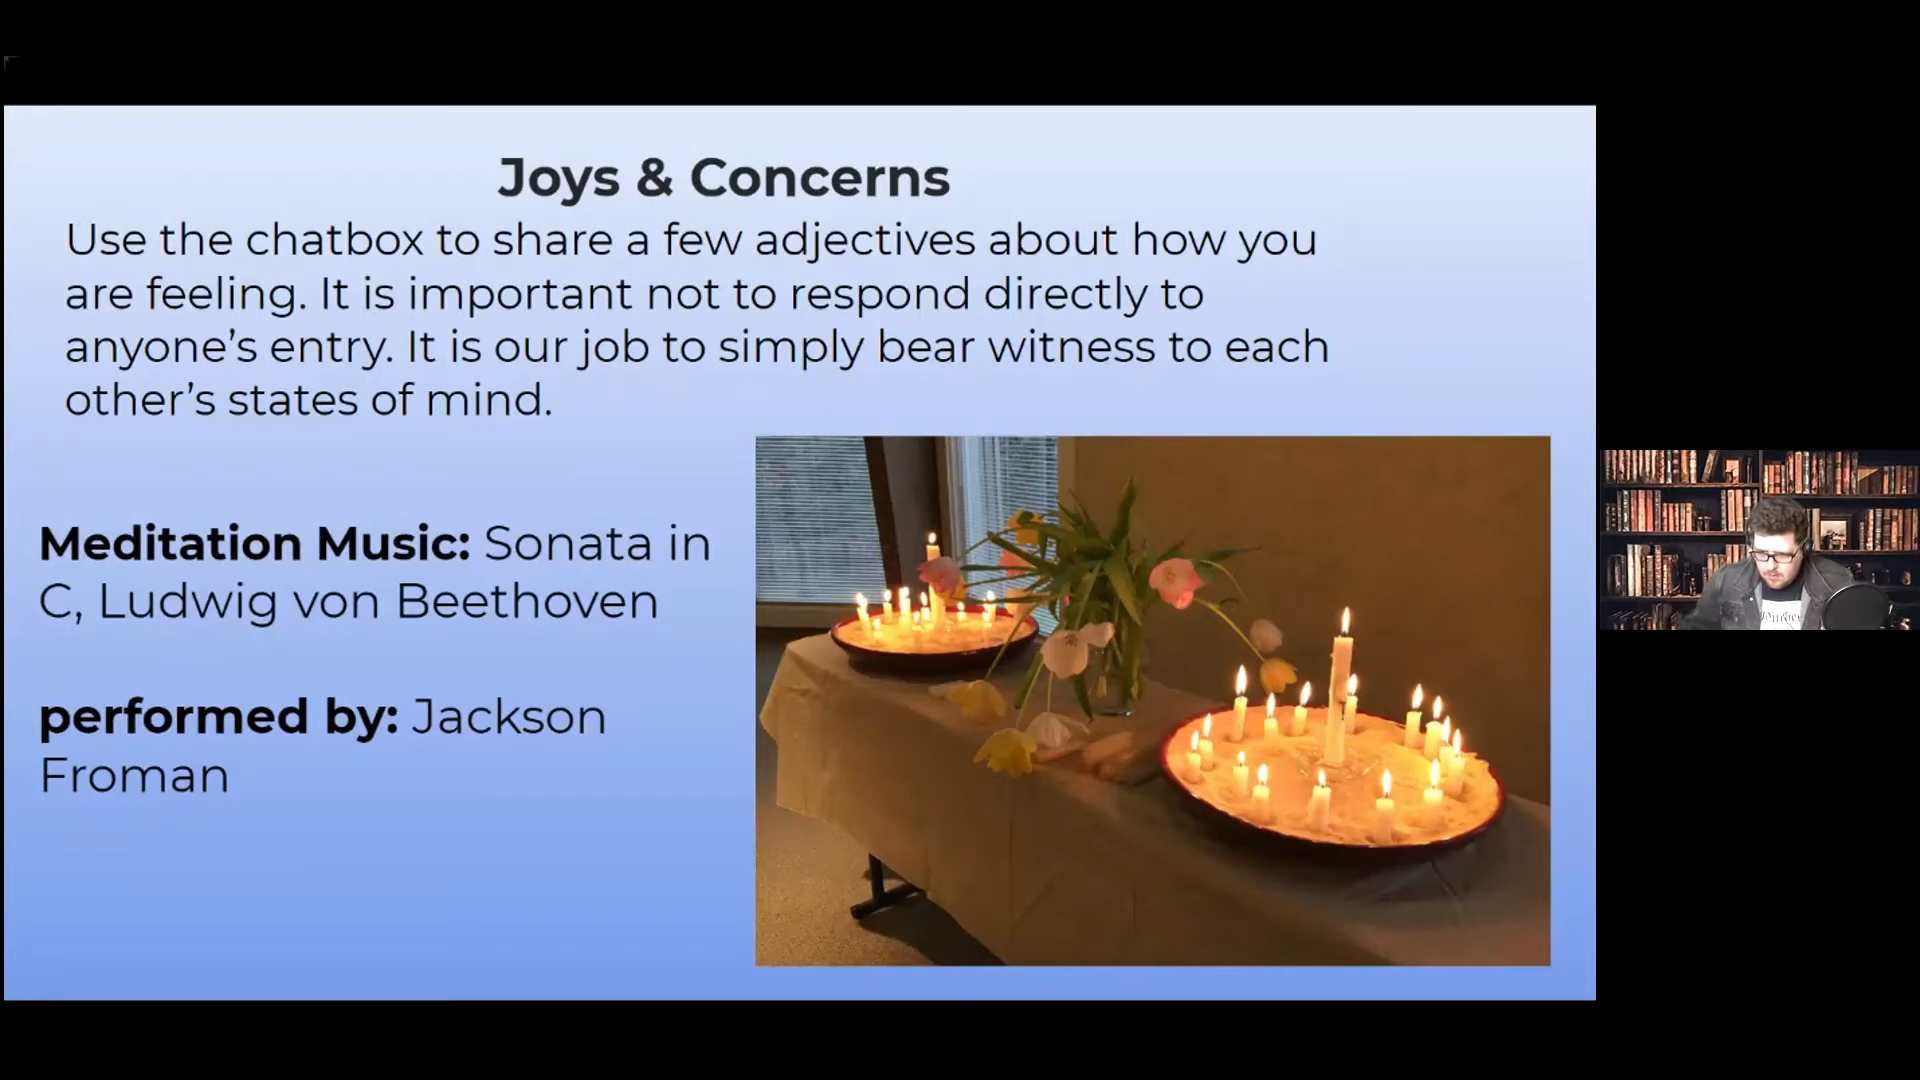 Joys & Concerns
Use the chatbox to share a few adjectives about how you
are feeling. It is important not to respond directly to
anyone’s entry. It is our job to simply bear witness to each
other’s states of mind.
Meditation Music: Sonata in
C, Ludwig von Beethoven
performed by: Jackson
Froman